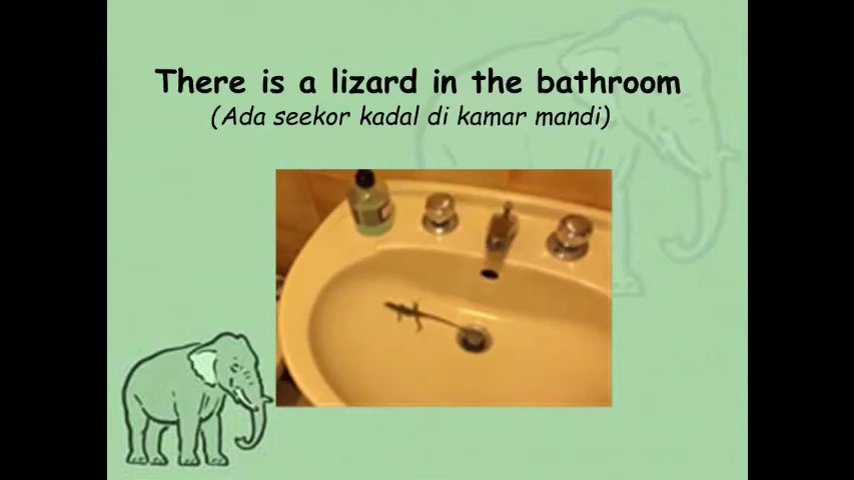 There is a lizard in the bathroom
(Ada seekor kadal di kamar mandi)